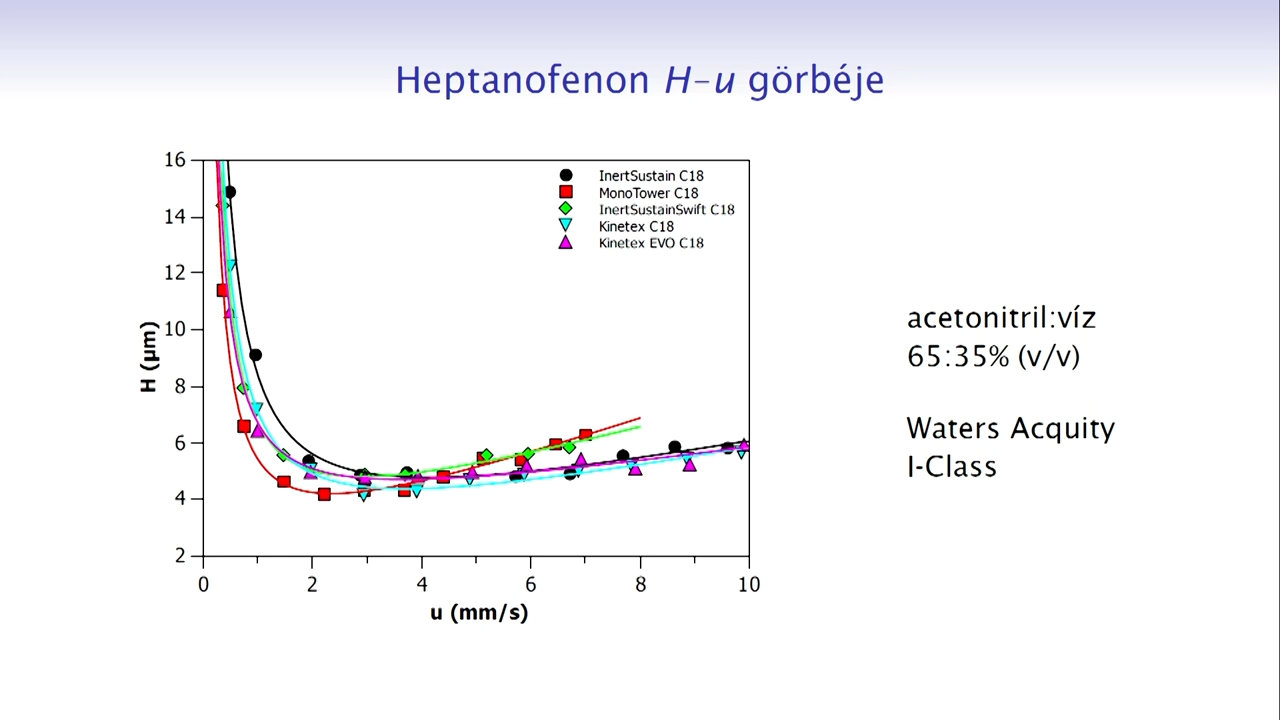 Heptanofenon H–u görbéje
16
14
12
10
8
6
4
2
H (µm)
InertSustain C18
MonoTower C18
InertSustainSwift C18
Kinetex C18
Kinetex EVO C18
0 2 4 6 8 10
u (mm/s)
acetonitril:víz
65:35% (v/v)
Waters Acquity
I-Class